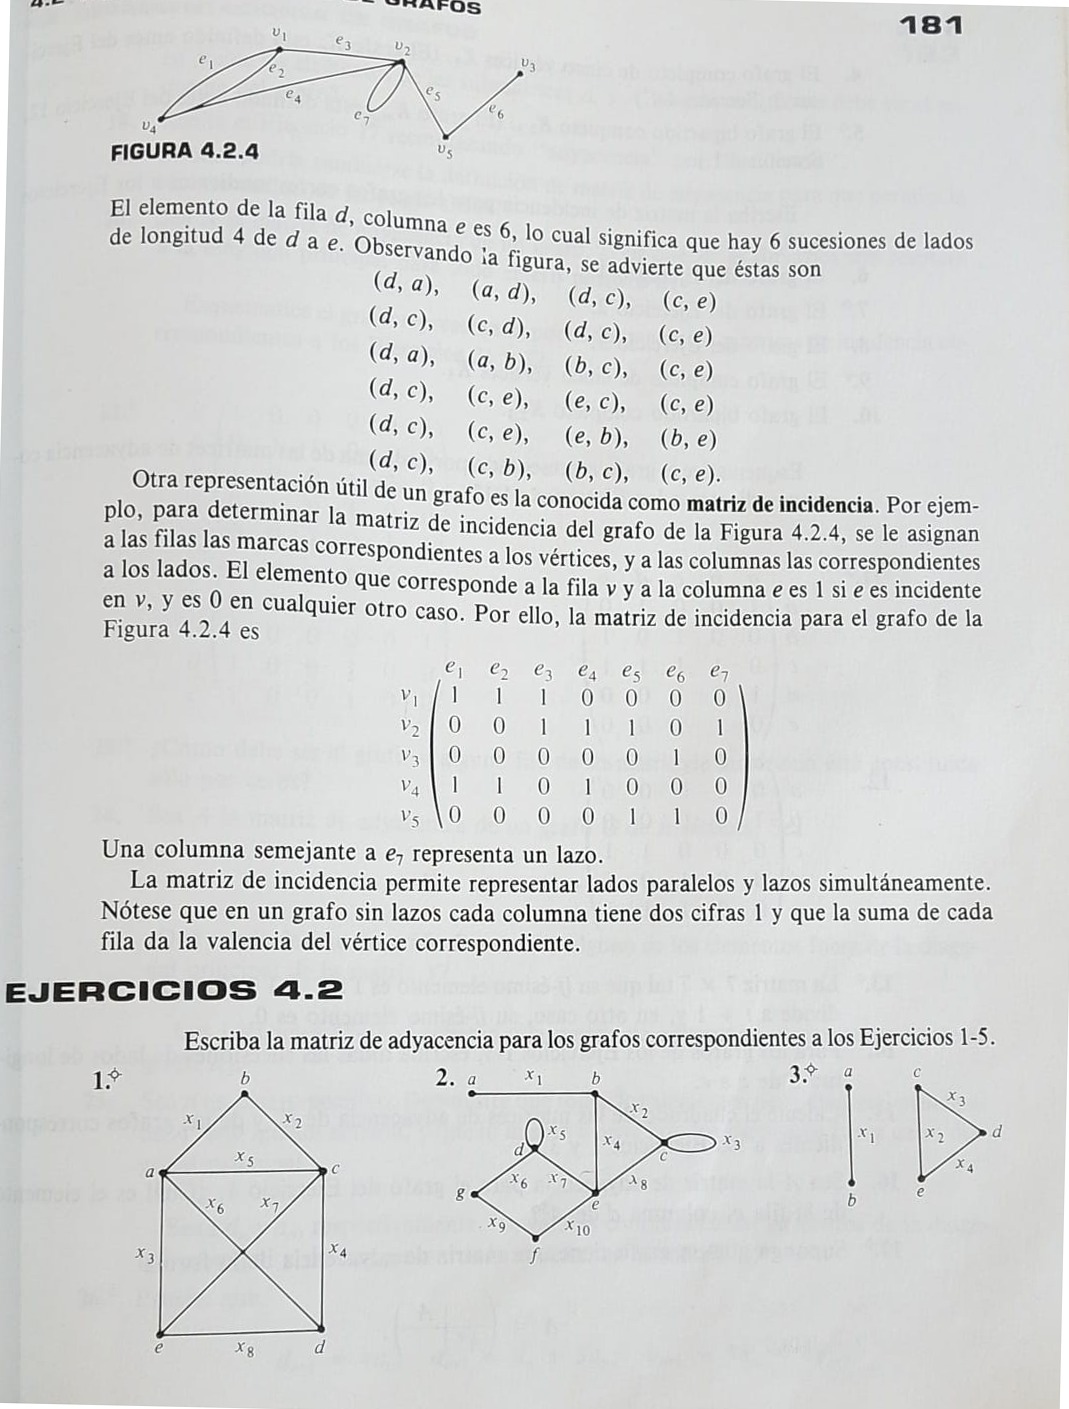 GRAFOS
181
v1 e3 v2 v3
e1 e2 e4 e7 e5 e6
v4 v5
FIGURA 4.2.4
El elemento de la fila d, columna e es 6, lo cual significa que hay 6 sucesiones de lados
de longitud 4 de d a e. Observando la figura, se advierte que éstas son
(d, a), (a, d), (d, c), (c, e)
(d, c), (c, d), (d, c), (c, e)
(d, a), (a, b), (b, c), (c, e)
(d, c), (c, e), (e, c), (c, e)
(d, c), (c, e), (e, b), (b, e)
(d, c), (c, b), (b, c), (c, e).
Otra representación útil de un grafo es la conocida como matriz de incidencia. Por ejem-
plo, para determinar la matriz de incidencia del grafo de la Figura 4.2.4, se le asignan
a las filas las marcas correspondientes a los vértices, y a las columnas las correspondientes
a los lados. El elemento que corresponde a la fila v y a la columna e es 1 si e es incidente
en v, y es 0 en cualquier otro caso. Por ello, la matriz de incidencia para el grafo de la
Figura 4.2.4 es
e1 e2 e3 e4 e5 e6 e7
v1 1 1 1 0 0 0 0
v2 0 0 1 1 1 0 1
v3 0 0 0 0 0 1 0
v4 1 1 0 1 0 0 0
v5 0 0 0 0 1 1 0
Una columna semejante a e7 representa un lazo.
La matriz de incidencia permite representar lados paralelos y lazos simultáneamente.
Nótese que en un grafo sin lazos cada columna tiene dos cifras 1 y que la suma de cada
fila da la valencia del vértice correspondiente.
EJERCICIOS 4.2
Escriba la matriz de adyacencia para los grafos correspondientes a los Ejercicios 1-5.
1.
b
x1 x2
a x5 c
x6 x7
x3 x4
e x8 d
2. a x1 b
x2
d x5 x4 c x3
g x6 x7 e x8
x9 x10
f
3. a c
x3
x1 x2 d
x4
b e